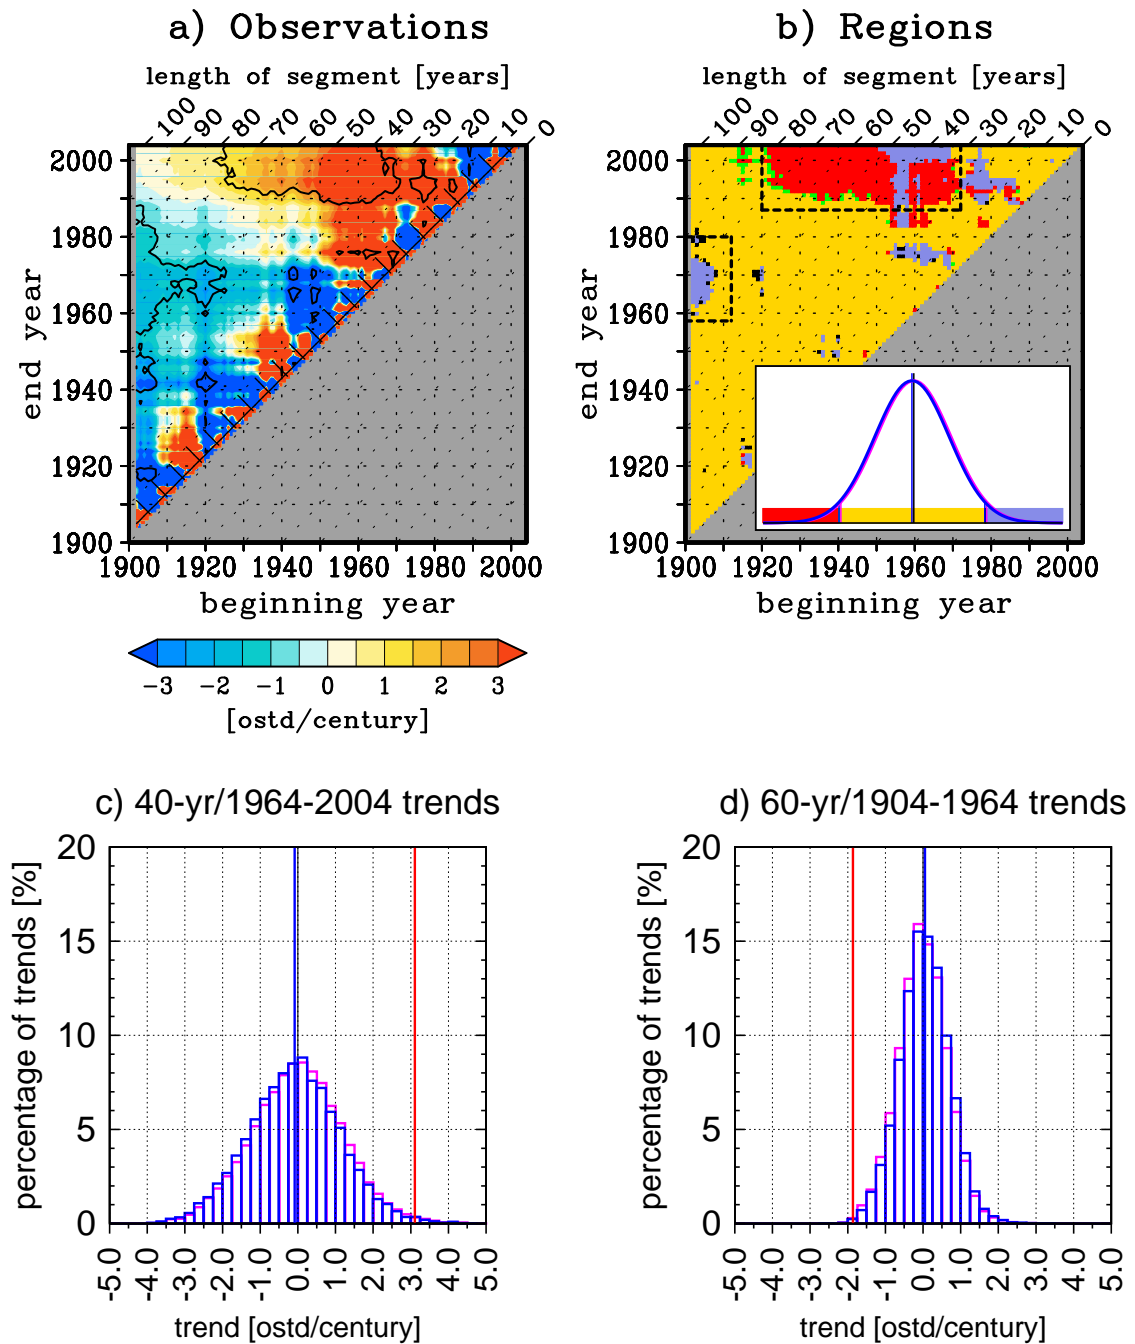 a) Observations
b) Regions
length of segment [years]
length of segment [years]
100 90 80 70 60 50 40 30 20 10 0
100 90 80 70 60 50 40 30 20 10 0
2000
1980
1960
1940
1920
1900
end year
2000
1980
1960
1940
1920
1900
end year
1900 1920 1940 1960 1980 2000
1900 1920 1940 1960 1980 2000
beginning year
beginning year
-3 -2 -1 0 1 2 3
[ostd/century]
c) 40-yr/1964-2004 trends
d) 60-yr/1904-1964 trends
20
15
10
5
0
percentage of trends [%]
20
15
10
5
0
percentage of trends [%]
-5.0 -4.0 -3.0 -2.0 -1.0 0.0 1.0 2.0 3.0 4.0 5.0
-5.0 -4.0 -3.0 -2.0 -1.0 0.0 1.0 2.0 3.0 4.0 5.0
trend [ostd/century]
trend [ostd/century]